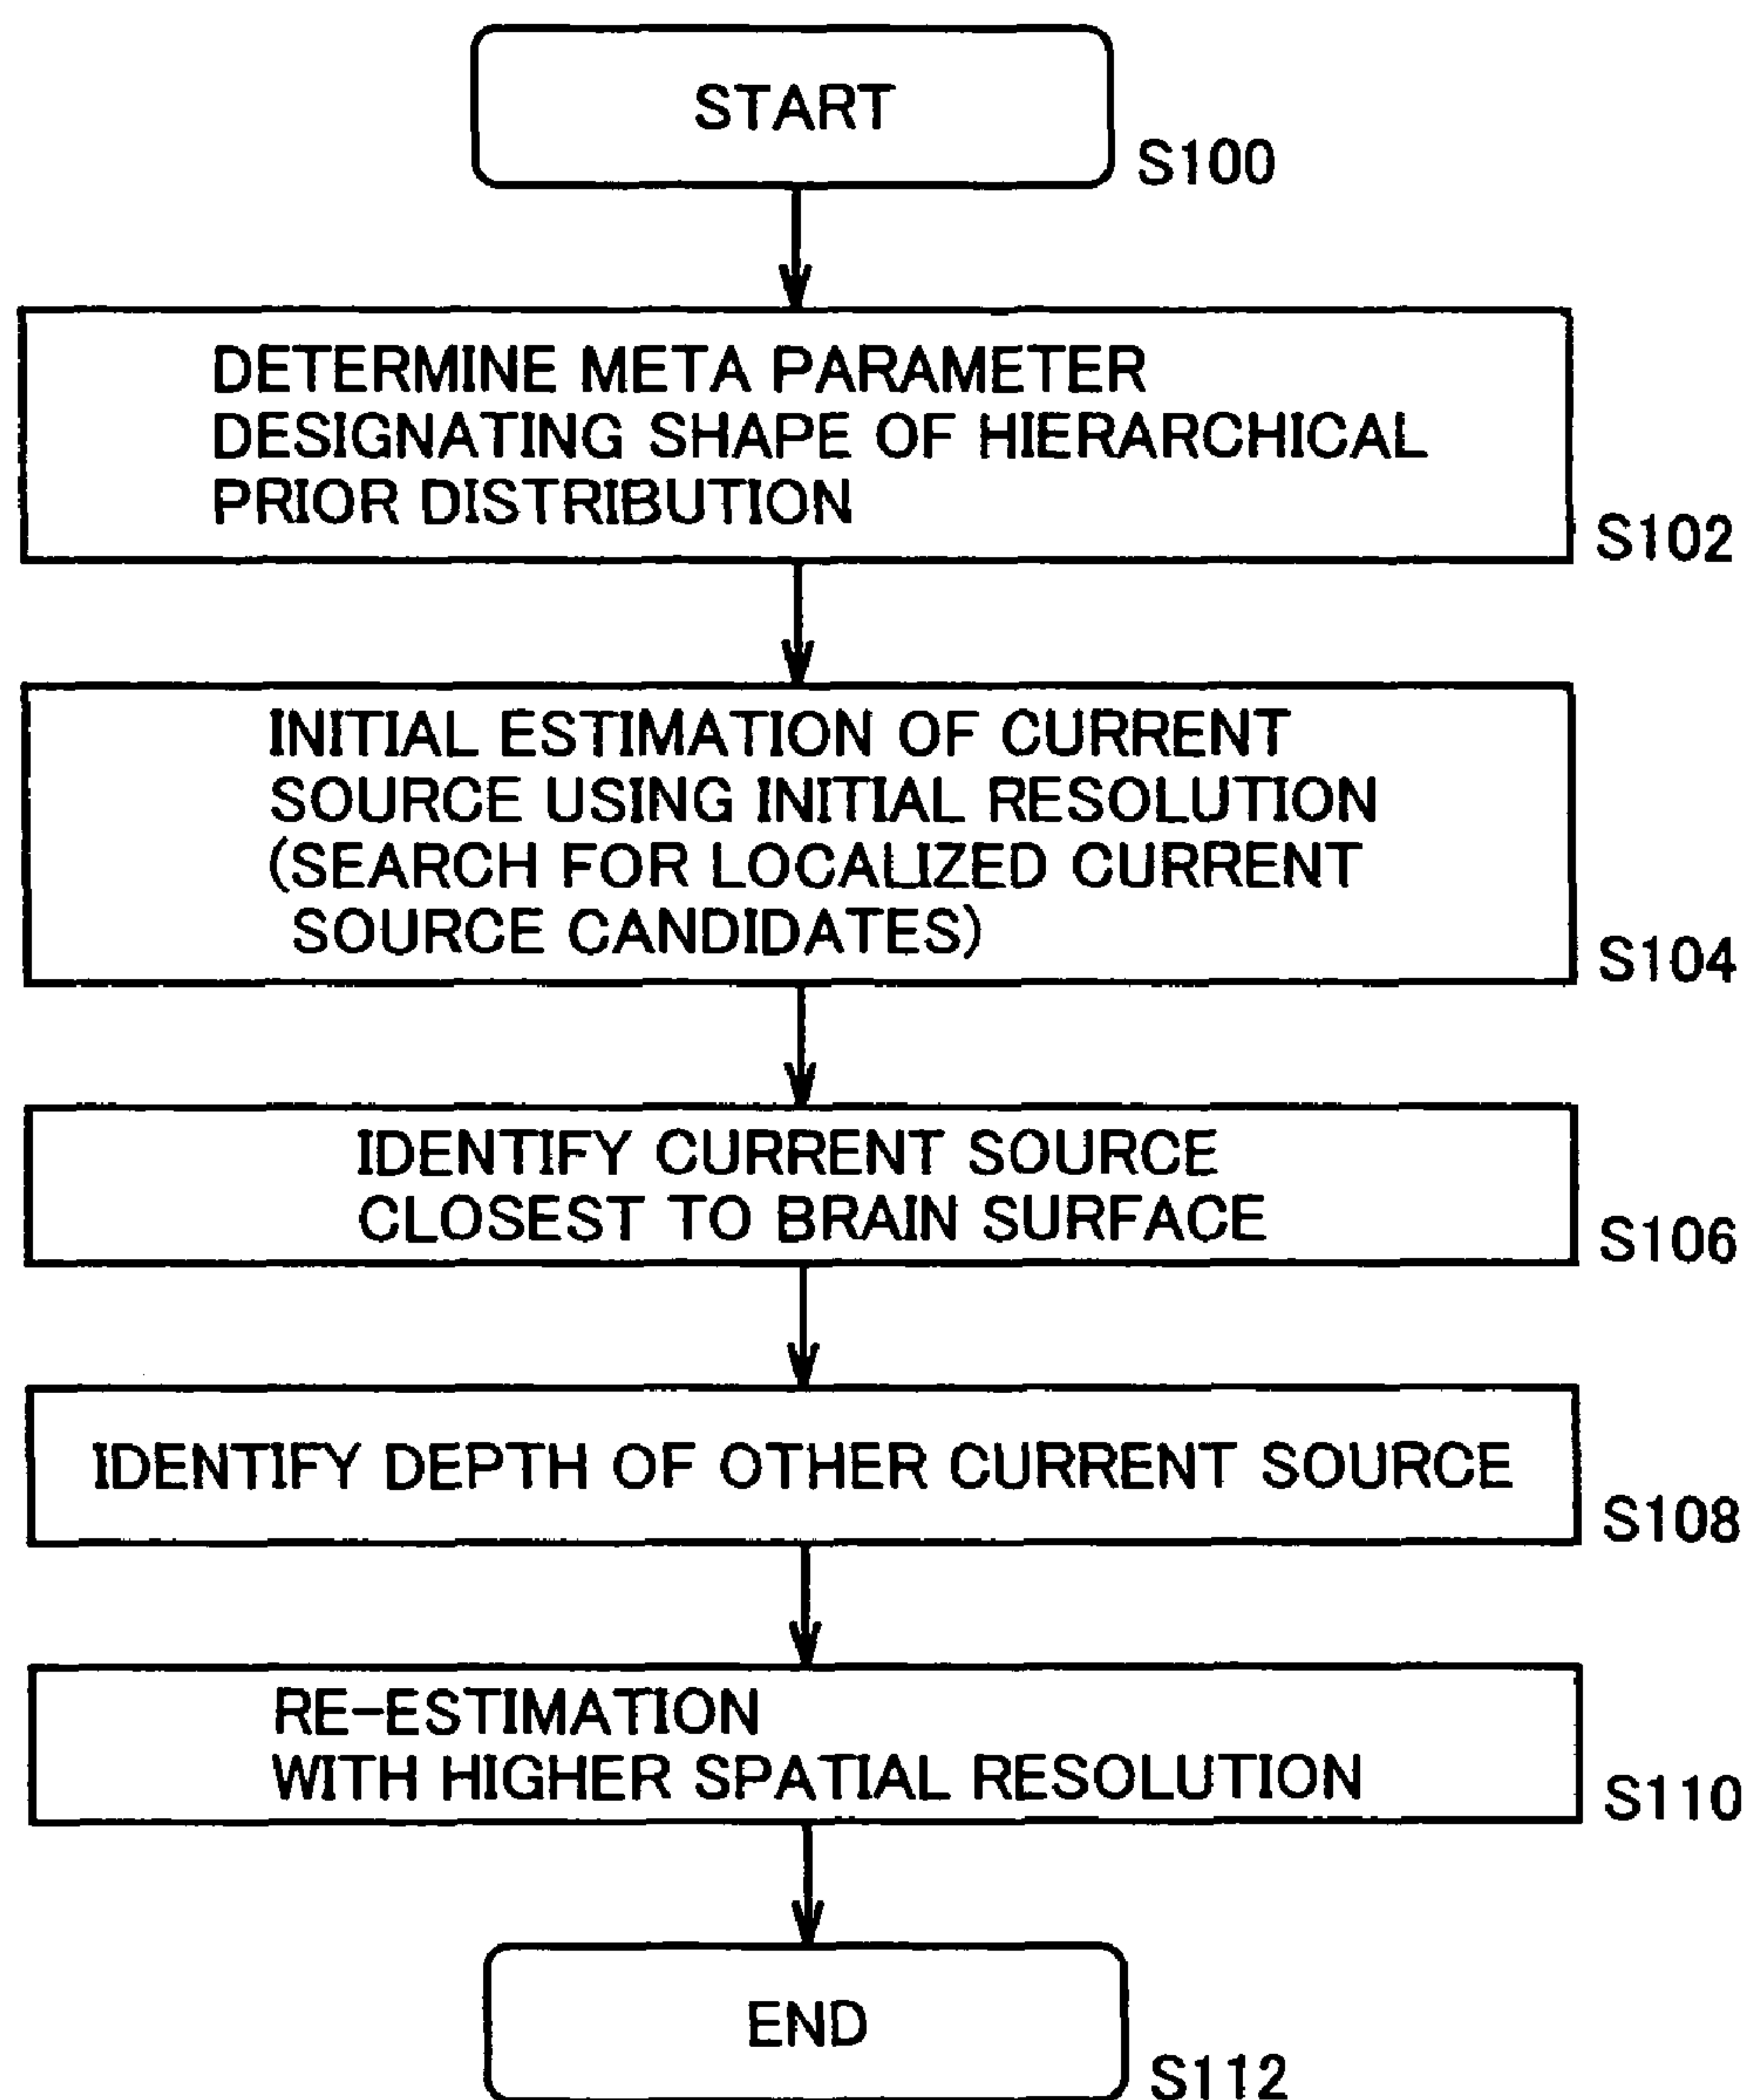 START
S100
DETERMINE META PARAMETER
DESIGNATING SHAPE OF HIERARCHICAL
PRIOR DISTRIBUTION
S102
INITIAL ESTIMATION OF CURRENT
SOURCE USING INITIAL RESOLUTION
(SEARCH FOR LOCALIZED CURRENT
SOURCE CANDIDATES)
S104
IDENTIFY CURRENT SOURCE
CLOSEST TO BRAIN SURFACE
S106
IDENTIFY DEPTH OF OTHER CURRENT SOURCE
S108
RE-ESTIMATION
WITH HIGHER SPATIAL RESOLUTION
S110
END
S112